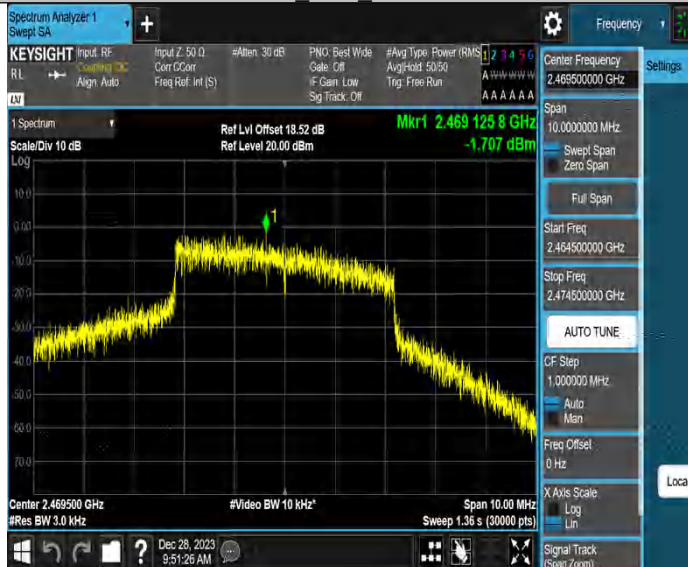 Spectrum Analyzer 1
Swept SA
Frequency
KEYSIGHT
Input: RF
Coupling: DC
Align: Auto
Input Z: 50 Ω
Corr CCorr
Freq Ref: Int (S)
#Atten: 30 dB
PNO: Best Wide
Gate: Off
IF Gain: Low
Sig Track: Off
#Avg Type: Power (RMS
Avg|Hold: 50/50
Trig: Free Run
1 2 3 4 5 6
A W W W W W
A A A A A A
RL
LXI
1 Spectrum
Scale/Div 10 dB
Log
Ref Lvl Offset 18.52 dB
Ref Level 20.00 dBm
Mkr1 2.469 125 8 GHz
-1.707 dBm
10.0
0.00
-10.0
-20.0
-30.0
-40.0
-50.0
-60.0
-70.0
1
Center 2.469500 GHz
#Res BW 3.0 kHz
#Video BW 10 kHz*
Span 10.00 MHz
Sweep 1.36 s (30000 pts)
?
Dec 28, 2023
9:51:26 AM
Center Frequency
2.469500000 GHz
Settings
Span
10.0000000 MHz
Swept Span
Zero Span
Full Span
Start Freq
2.464500000 GHz
Stop Freq
2.474500000 GHz
AUTO TUNE
CF Step
1.000000 MHz
Auto
Man
Freq Offset
0 Hz
X Axis Scale
Log
Lin
Loca
Signal Track
(Span Zoom)